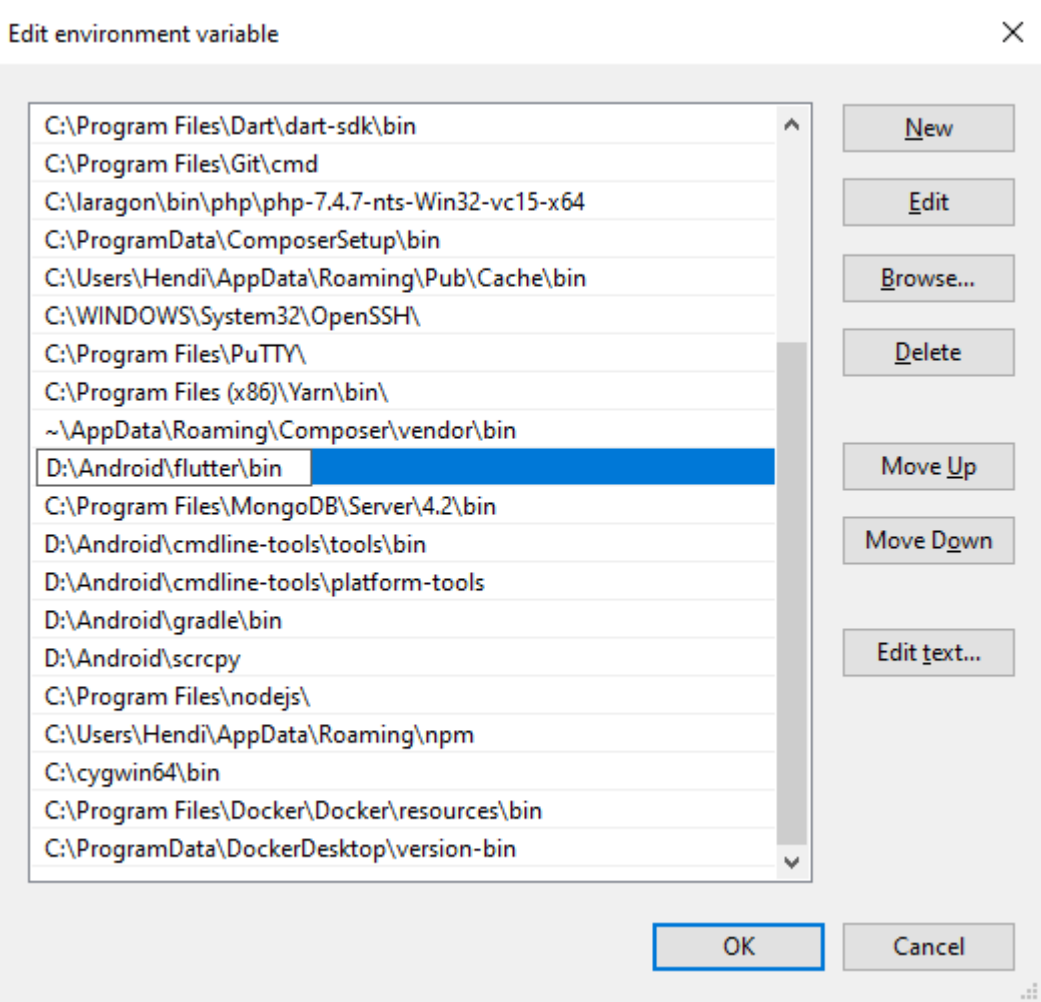 Edit environment variable
C:\Program Files\Dart\dart-sdk\bin
C:\Program Files\Git\cmd
C:\laragon\bin\php\php-7.4.7-nts-Win32-vc15-x64
C:\ProgramData\ComposerSetup\bin
C:\Users\Hendi\AppData\Roaming\Pub\Cache\bin
C:\WINDOWS\System32\OpenSSH\
C:\Program Files\PuTTY\
C:\Program Files (x86)\Yarn\bin\
~\AppData\Roaming\Composer\vendor\bin
D:\Android\flutter\bin
C:\Program Files\MongoDB\Server\4.2\bin
D:\Android\cmdline-tools\tools\bin
D:\Android\cmdline-tools\platform-tools
D:\Android\gradle\bin
D:\Android\scrcpy
C:\Program Files\nodejs\
C:\Users\Hendi\AppData\Roaming\npm
C:\cygwin64\bin
C:\Program Files\Docker\Docker\resources\bin
C:\ProgramData\DockerDesktop\version-bin
New
Edit
Browse...
Delete
Move Up
Move Down
Edit text...
OK
Cancel